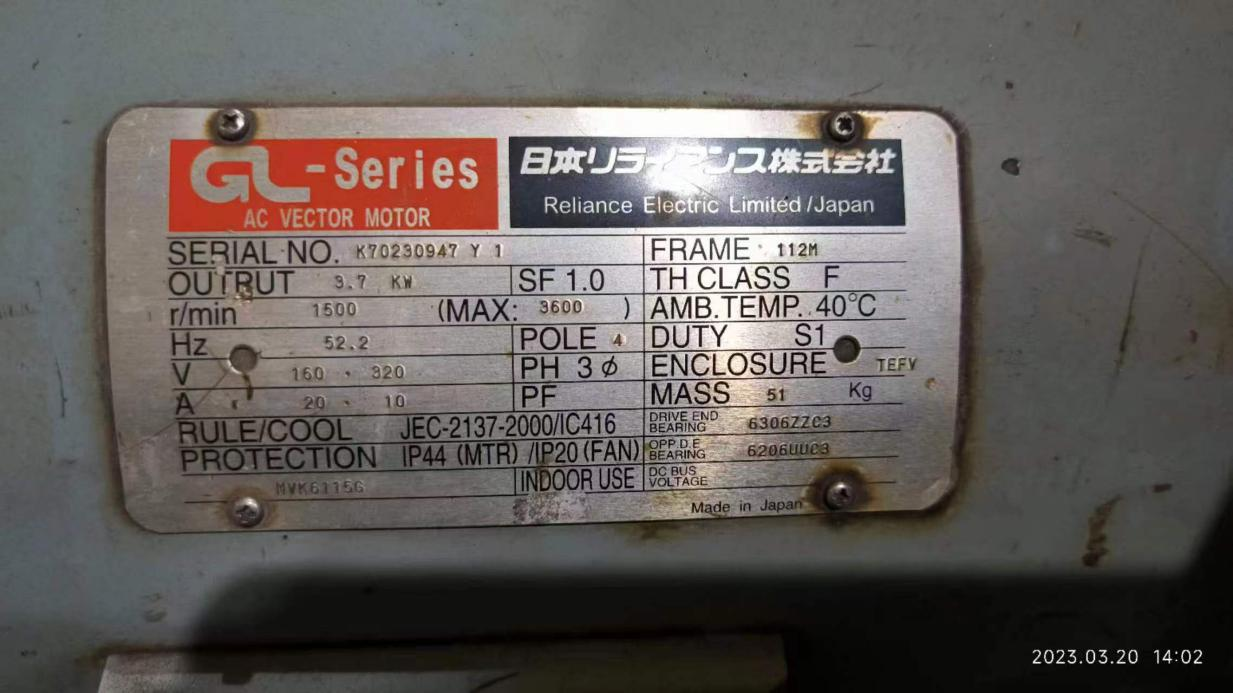 GL-Series
AC VECTOR MOTOR
日本リライアンス株式会社
Reliance Electric Limited/Japan
SERIAL NO. K70230947 Y 1 FRAME 112M
OUTPUT 3.7 KW SF 1.0 TH CLASS F
r/min 1500 (MAX: 3600 ) AMB.TEMP. 40°C
Hz 52.2 POLE 4 DUTY S1
V 160 · 320 PH 3 ϕ ENCLOSURE TEFV
A 20 · 10 PF MASS 51 Kg
RULE/COOL JEC-2137-2000/IC416 DRIVE END BEARING 6306ZZC3
PROTECTION IP44 (MTR) /IP20 (FAN) OPP.D.E BEARING 6206UUC3
MVK6115G INDOOR USE DC BUS VOLTAGE
Made in Japan
2023.03.20 14:02